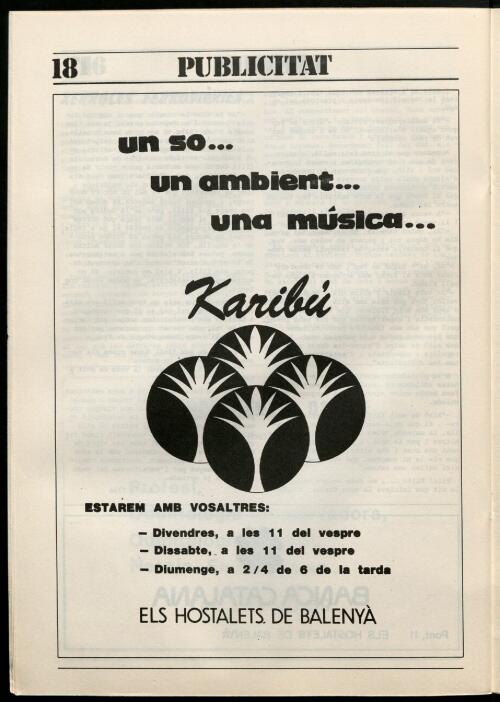 18 PUBLICITAT
un so...
un ambient...
una música...
Karibú
ESTAREM AMB VOSALTRES:
– Divendres, a les 11 del vespre
– Dissabte, a les 11 del vespre
– Diumenge, a 2/4 de 6 de la tarda
ELS HOSTALETS. DE BALENYÀ